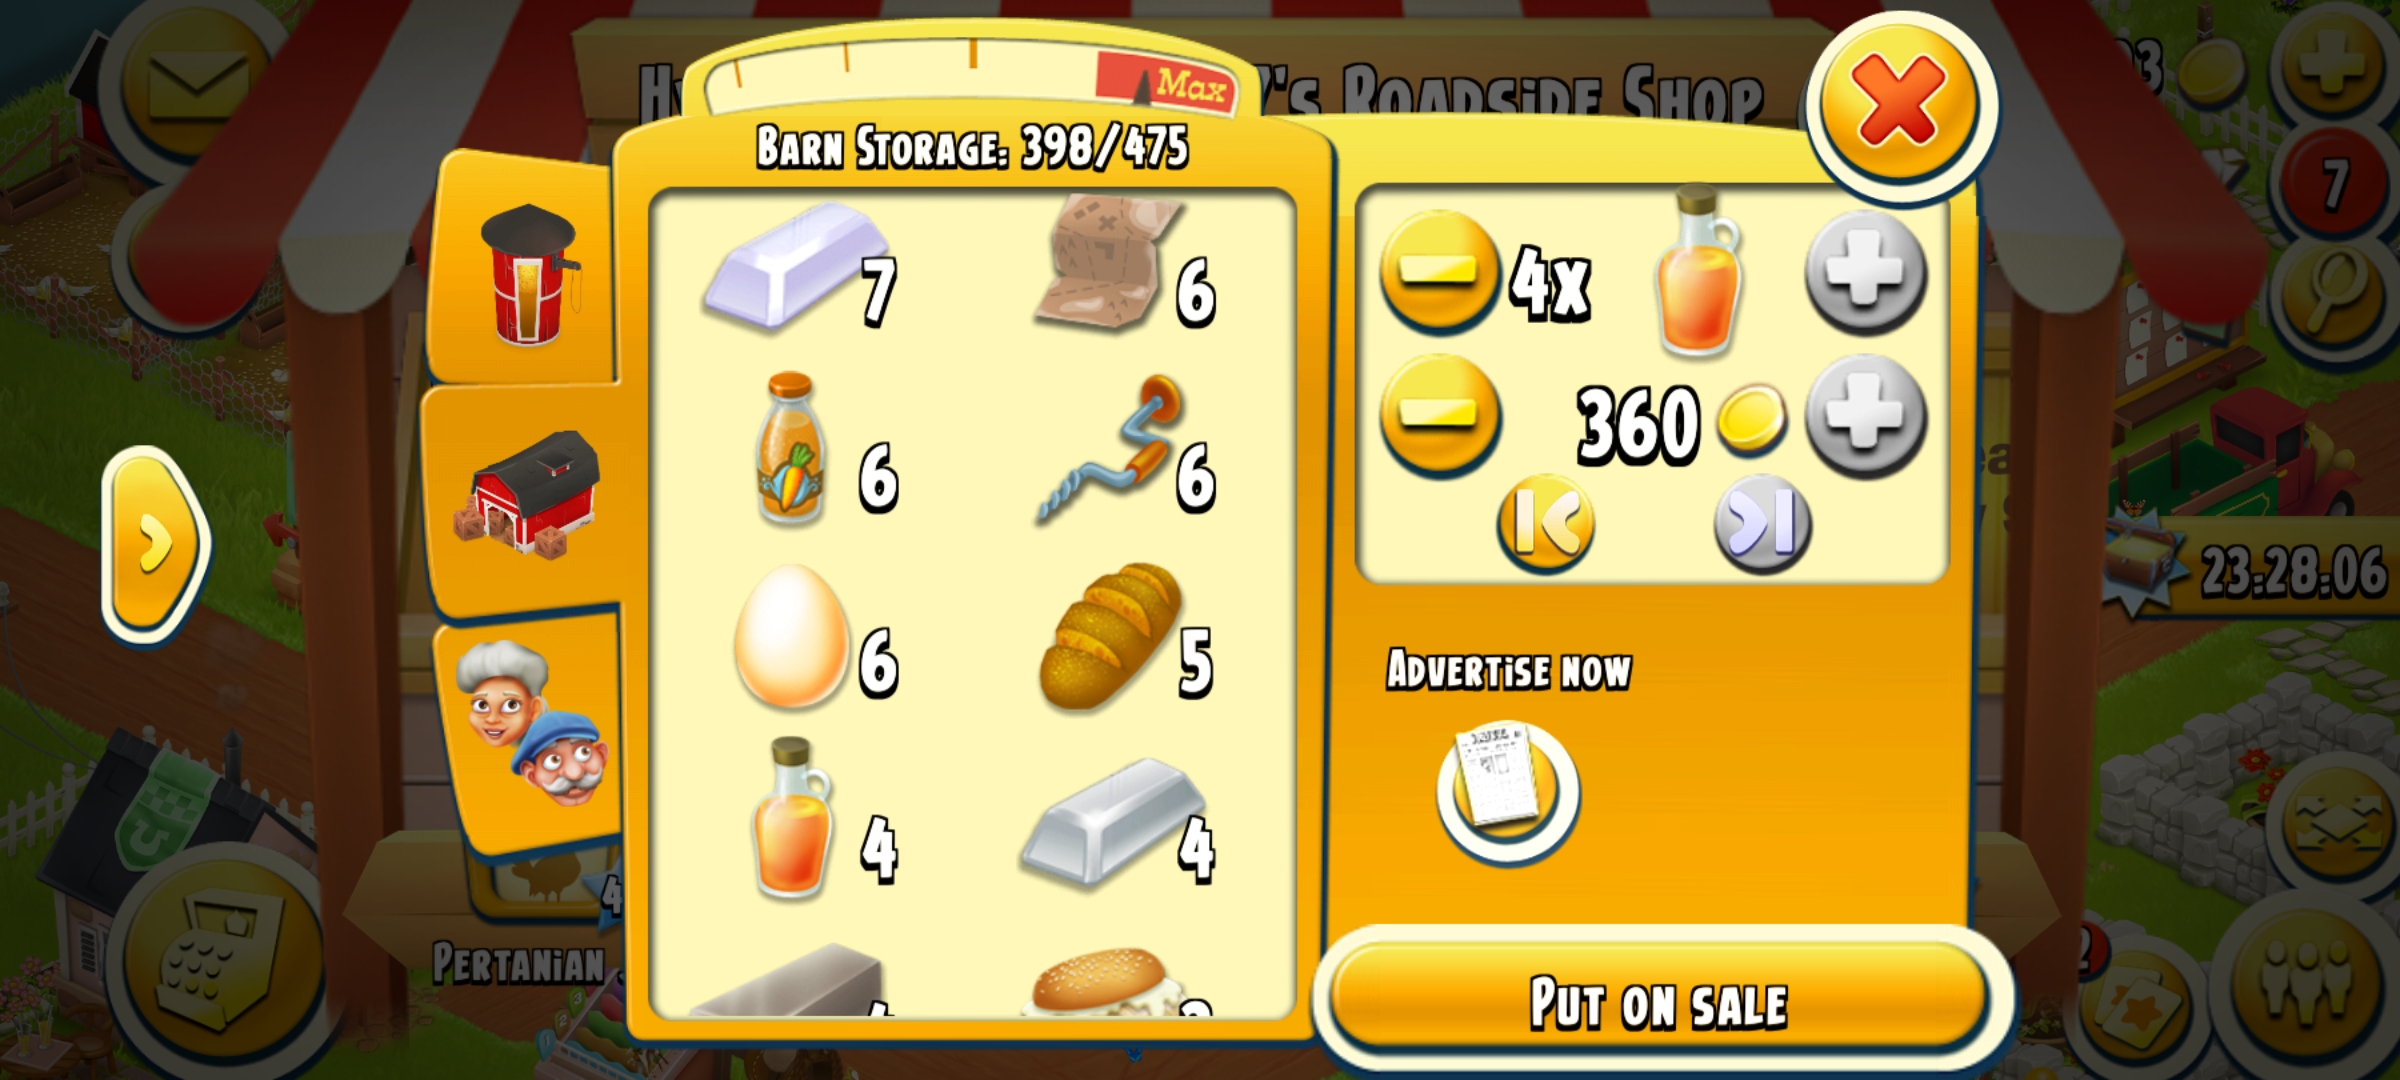 'S ROADSIDE SHOP
Max
BARN STORAGE: 398/475
7
6
6
6
6
5
4
4
4x
360
ADVERTISE NOW
PUT ON SALE
7
23:28:06
PERTANIAN